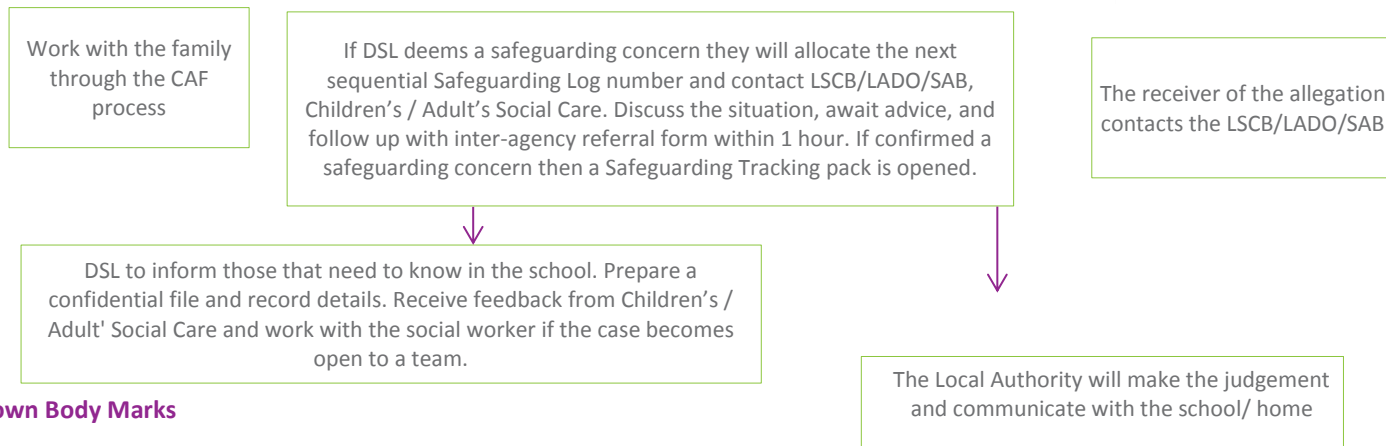 Work with the family
through the CAF
process
If DSL deems a safeguarding concern they will allocate the next
sequential Safeguarding Log number and contact LSCB/LADO/SAB,
Children’s / Adult’s Social Care. Discuss the situation, await advice, and
follow up with inter-agency referral form within 1 hour. If confirmed a
safeguarding concern then a Safeguarding Tracking pack is opened.
The receiver of the allegation
contacts the LSCB/LADO/SAB
DSL to inform those that need to know in the school. Prepare a
confidential file and record details. Receive feedback from Children’s /
Adult' Social Care and work with the social worker if the case becomes
open to a team.
The Local Authority will make the judgement
and communicate with the school/ home
own Body Marks